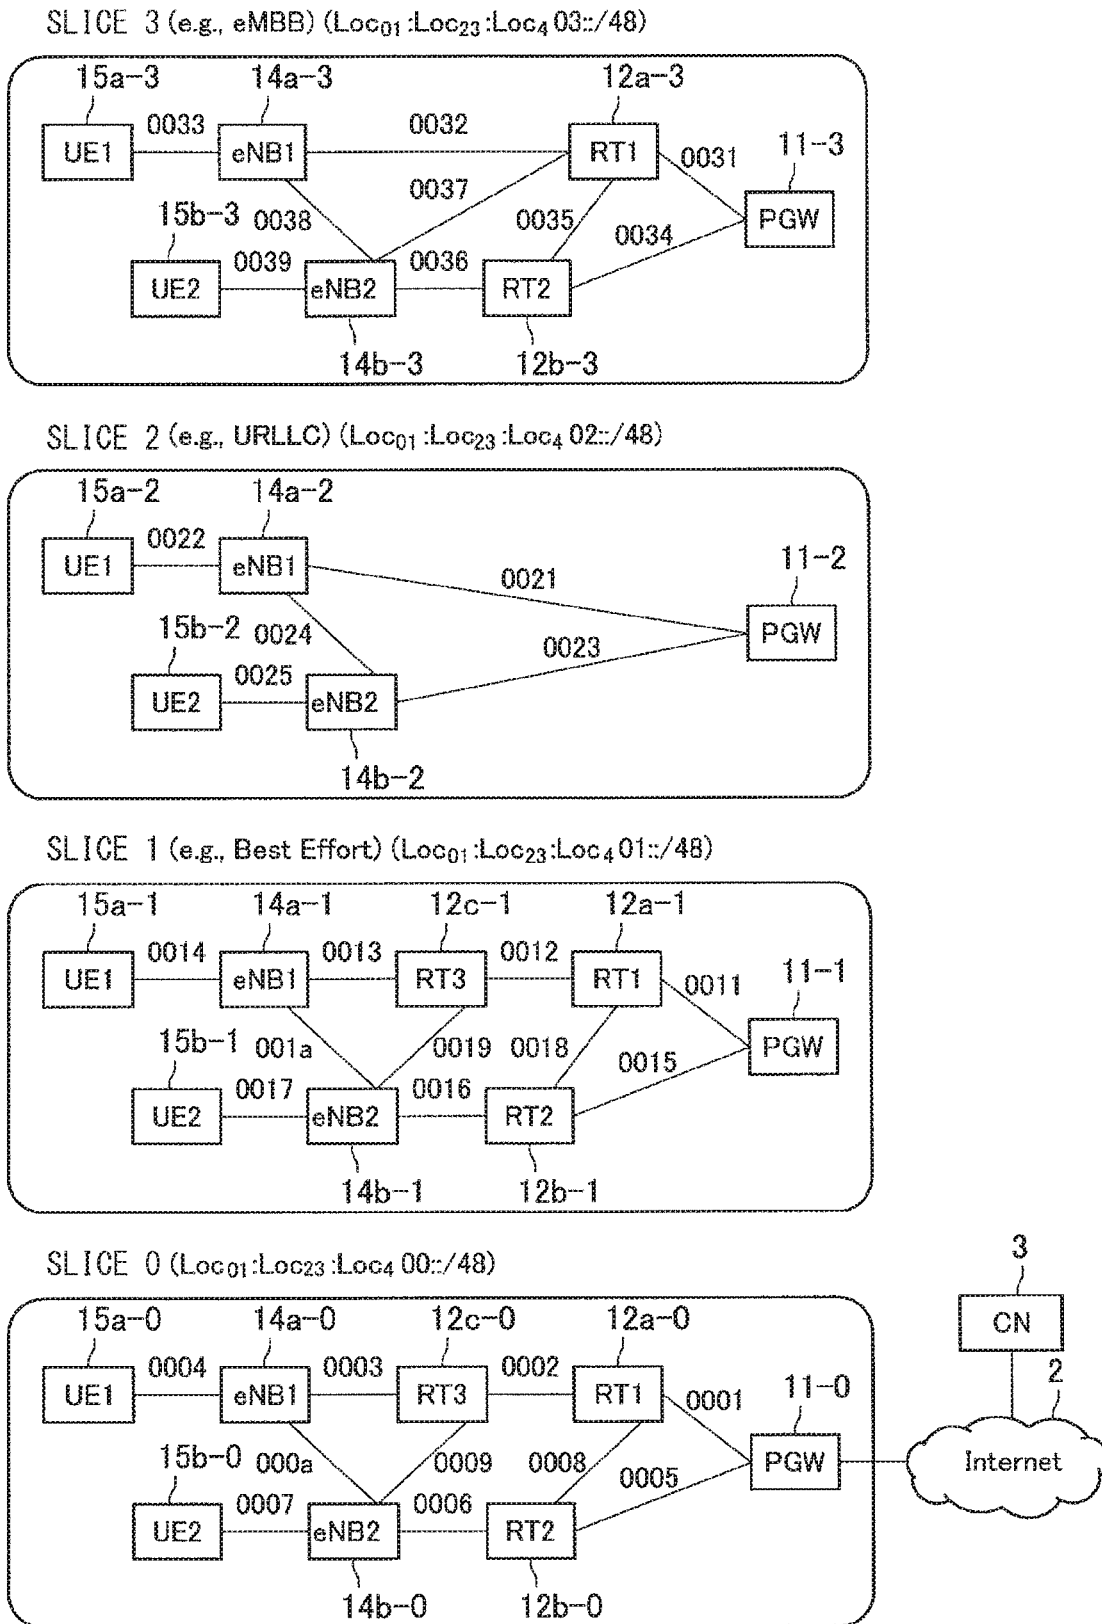 SLICE 3 (e.g., eMBB) (Loc01:Loc23:Loc4 03::/48)
15a-3 14a-3 12a-3
0033 0032
UE1 eNB1 RT1 0031 11-3
0037
15b-3 0038 0035 PGW
0034
0039 0036
UE2 eNB2 RT2
14b-3 12b-3
SLICE 2 (e.g., URLLC) (Loc01:Loc23:Loc4 02::/48)
15a-2 14a-2
0022
UE1 eNB1 11-2
0021
15b-2 0024 PGW
0023
0025
UE2 eNB2
14b-2
SLICE 1 (e.g., Best Effort) (Loc01:Loc23:Loc4 01::/48)
15a-1 14a-1 12c-1 12a-1
0014 0013 0012
UE1 eNB1 RT3 RT1 0011 11-1
15b-1 001a 0019 0018 PGW
0015
0017 0016
UE2 eNB2 RT2
14b-1 12b-1
SLICE 0 (Loc01:Loc23:Loc4 00::/48)
3
CN
15a-0 14a-0 12c-0 12a-0
0004 0003 0002 2
UE1 eNB1 RT3 RT1 0001 11-0
15b-0 000a 0009 0008 PGW Internet
0005
0007 0006
UE2 eNB2 RT2
14b-0 12b-0